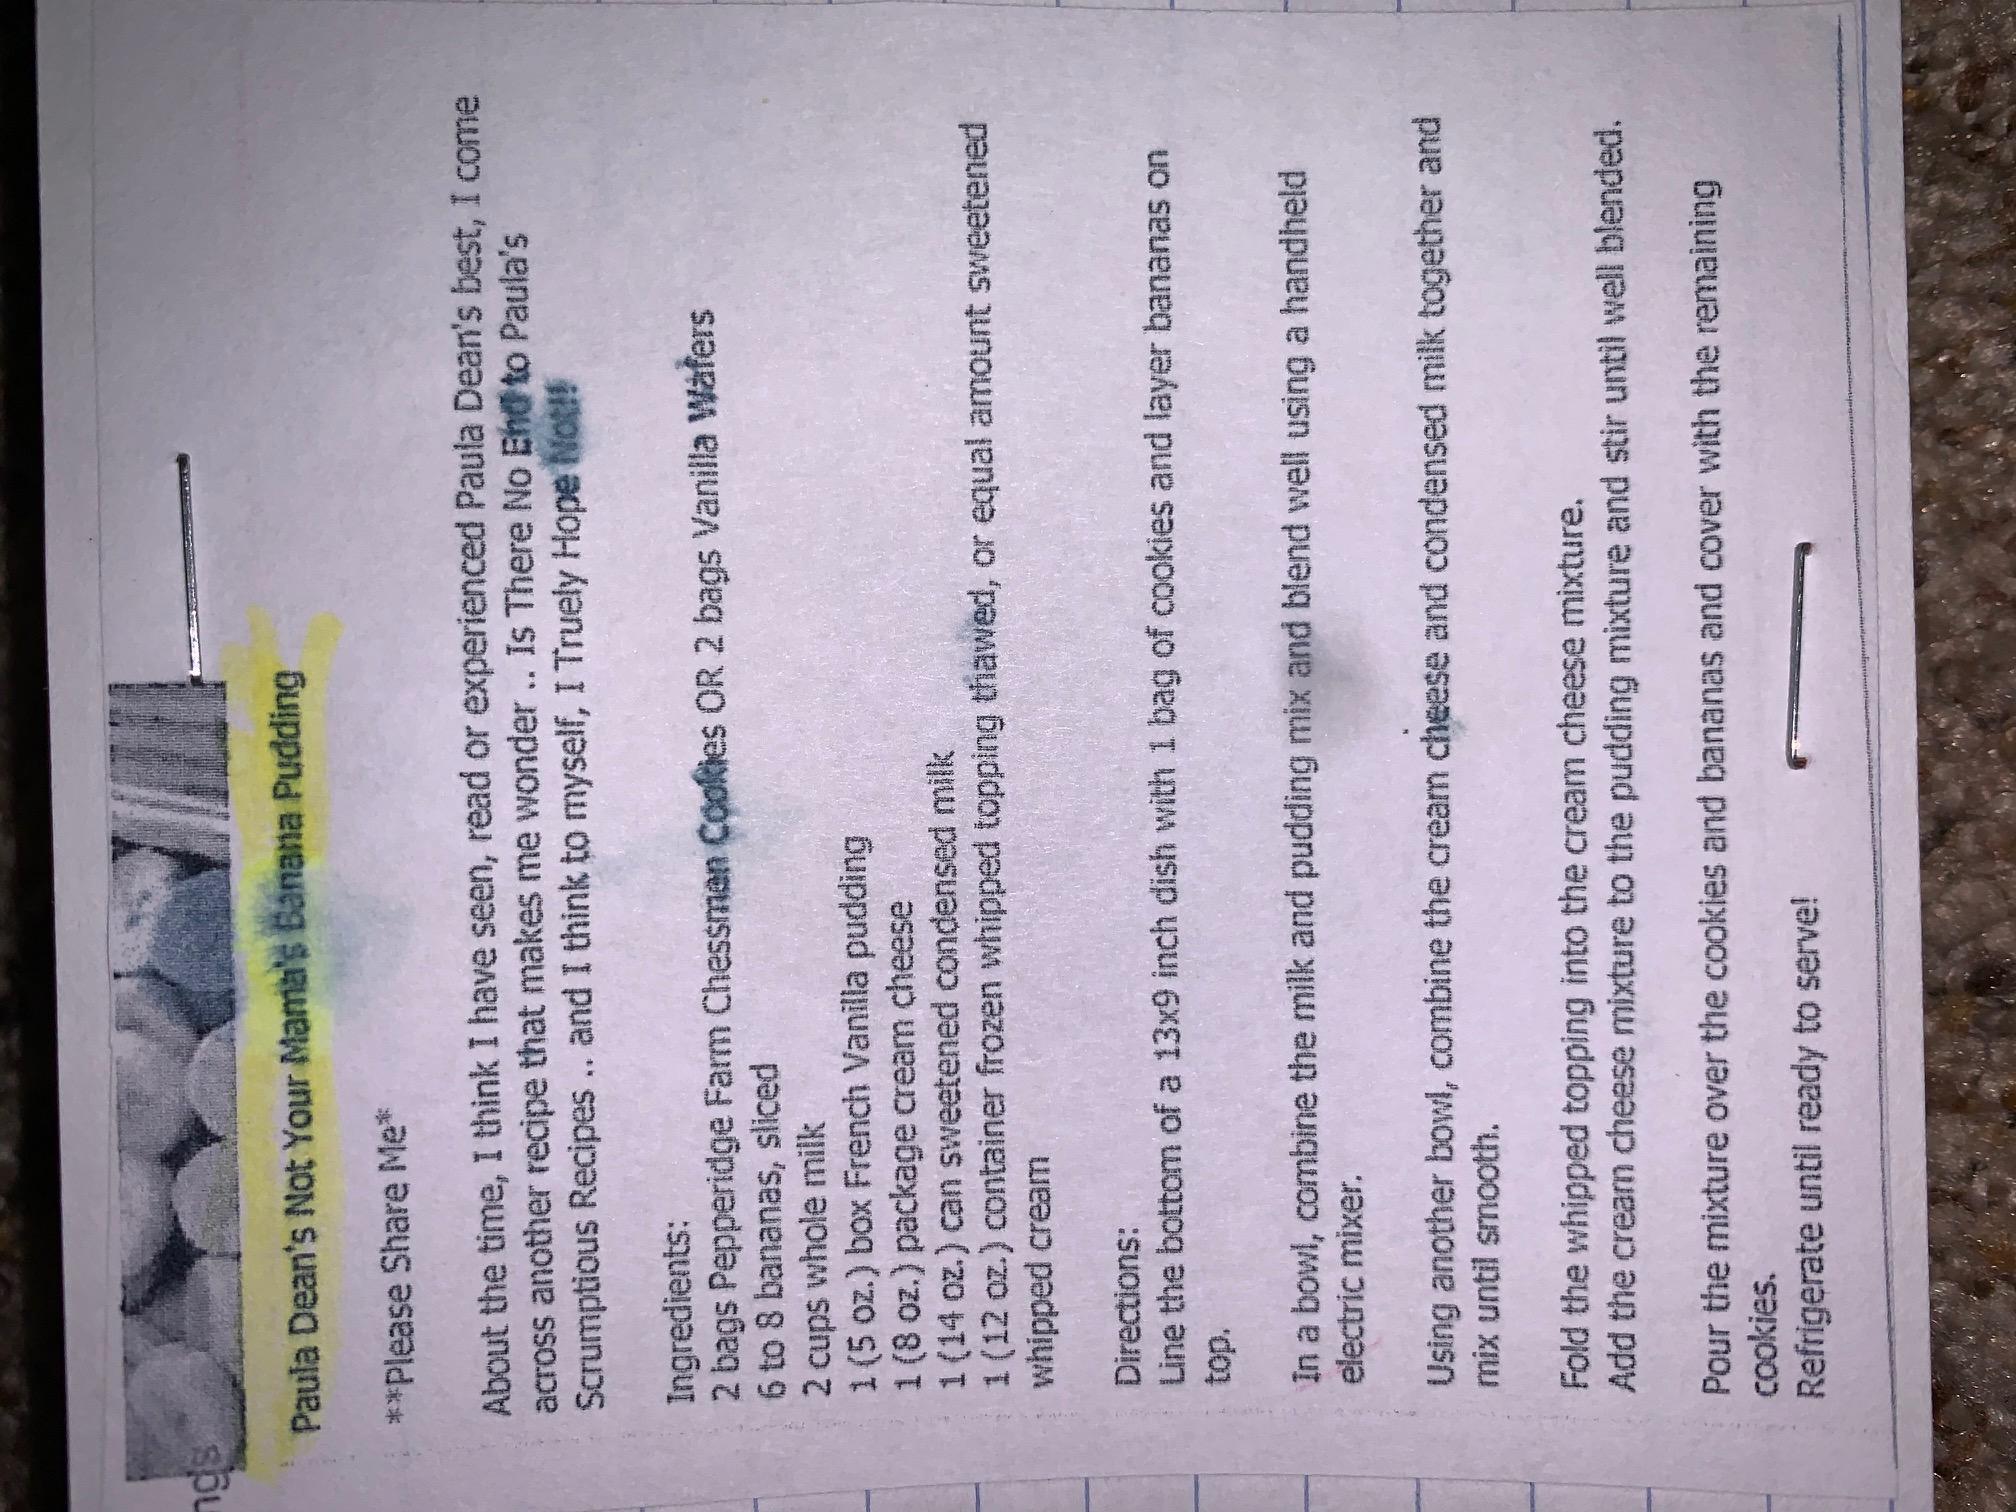 ngs
Paula Dean's Not Your Mama's Banana Pudding
**Please Share Me*
About the time, I think I have seen, read or experienced Paula Dean's best, I come
across another recipe that makes me wonder .. Is There No End to Paula's
Scrumptious Recipes .. and I think to myself, I Truely Hope Not!!
Ingredients:
2 bags Pepperidge Farm Chessman Cookies OR 2 bags Vanilla Wafers
6 to 8 bananas, sliced
2 cups whole milk
1 (5 oz.) box French Vanilla pudding
1 (8 oz.) package cream cheese
1 (14 oz.) can sweetened condensed milk
1 (12 oz.) container frozen whipped topping thawed, or equal amount sweetened
whipped cream
Directions:
Line the bottom of a 13x9 inch dish with 1 bag of cookies and layer bananas on
top.
In a bowl, combine the milk and pudding mix and blend well using a handheld
electric mixer.
Using another bowl, combine the cream cheese and condensed milk together and
mix until smooth.
Fold the whipped topping into the cream cheese mixture.
Add the cream cheese mixture to the pudding mixture and stir until well blended.
Pour the mixture over the cookies and bananas and cover with the remaining
cookies.
Refrigerate until ready to serve!